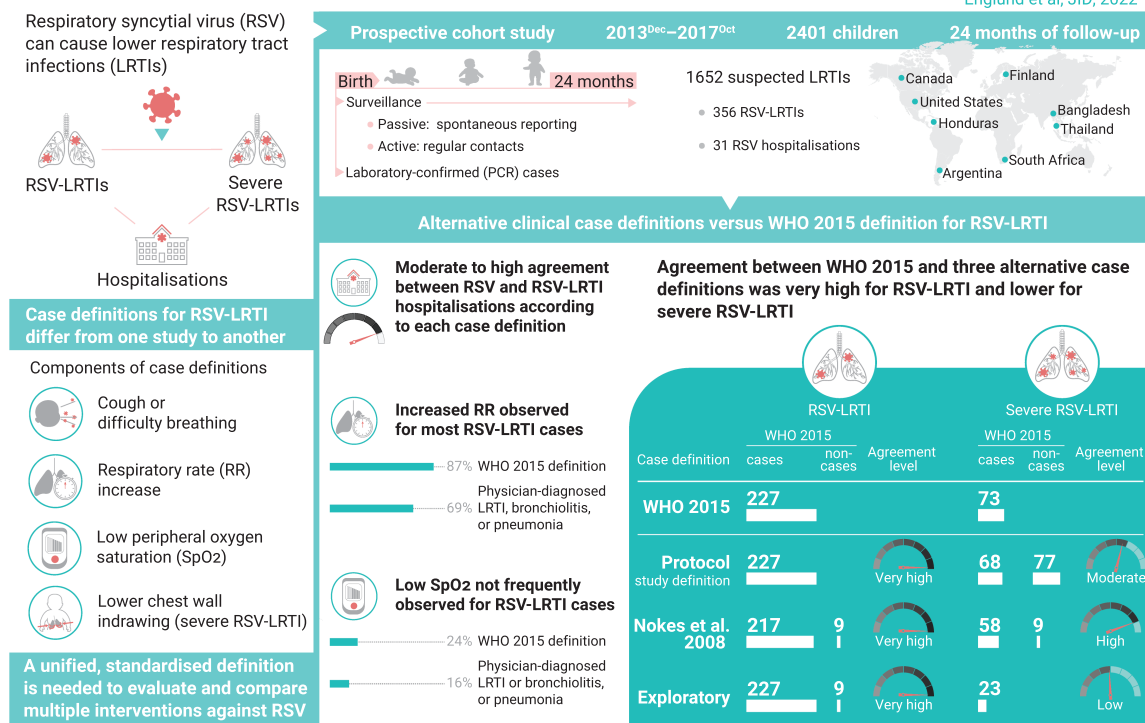 Englund et al, JID, 2022
Respiratory syncytial virus (RSV)
can cause lower respiratory tract
infections (LRTIs)
RSV-LRTIs
Severe
RSV-LRTIs
Hospitalisations
Case definitions for RSV-LRTI
differ from one study to another
Components of case definitions
Cough or
difficulty breathing
Respiratory rate (RR)
increase
Low peripheral oxygen
saturation (SpO2)
Lower chest wall
indrawing (severe RSV-LRTI)
A unified, standardised definition
is needed to evaluate and compare
multiple interventions against RSV
Prospective cohort study 2013Dec–2017Oct 2401 children 24 months of follow-up
Birth 24 months
Surveillance
Passive: spontaneous reporting
Active: regular contacts
Laboratory-confirmed (PCR) cases
1652 suspected LRTIs
356 RSV-LRTIs
31 RSV hospitalisations
Canada
Finland
United States
Bangladesh
Honduras
Thailand
South Africa
Argentina
Alternative clinical case definitions versus WHO 2015 definition for RSV-LRTI
Moderate to high agreement
between RSV and RSV-LRTI
hospitalisations according
to each case definition
Increased RR observed
for most RSV-LRTI cases
87% WHO 2015 definition
69% Physician-diagnosed
LRTI, bronchiolitis,
or pneumonia
Low SpO2 not frequently
observed for RSV-LRTI cases
24% WHO 2015 definition
16% Physician-diagnosed
LRTI or bronchiolitis,
or pneumonia
Agreement between WHO 2015 and three alternative case
definitions was very high for RSV-LRTI and lower for
severe RSV-LRTI
RSV-LRTI Severe RSV-LRTI
WHO 2015 WHO 2015
Case definition cases non-cases Agreement level cases non-cases Agreement level
WHO 2015 227 73
Protocol study definition 227 Very high 68 77 Moderate
Nokes et al. 2008 217 9 Very high 58 9 High
Exploratory 227 9 Very high 23 Low